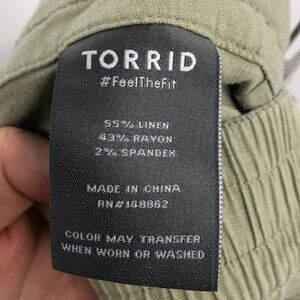 TORRID
#FeelTheFit
55% LINEN
43% RAYON
2% SPANDEX
MADE IN CHINA
RN#148862
COLOR MAY TRANSFER
WHEN WORN OR WASHED